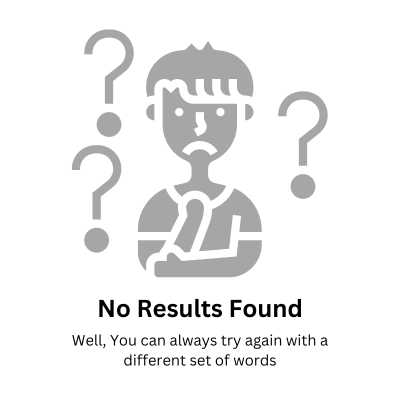 No Results Found
Well, You can always try again with a
different set of words